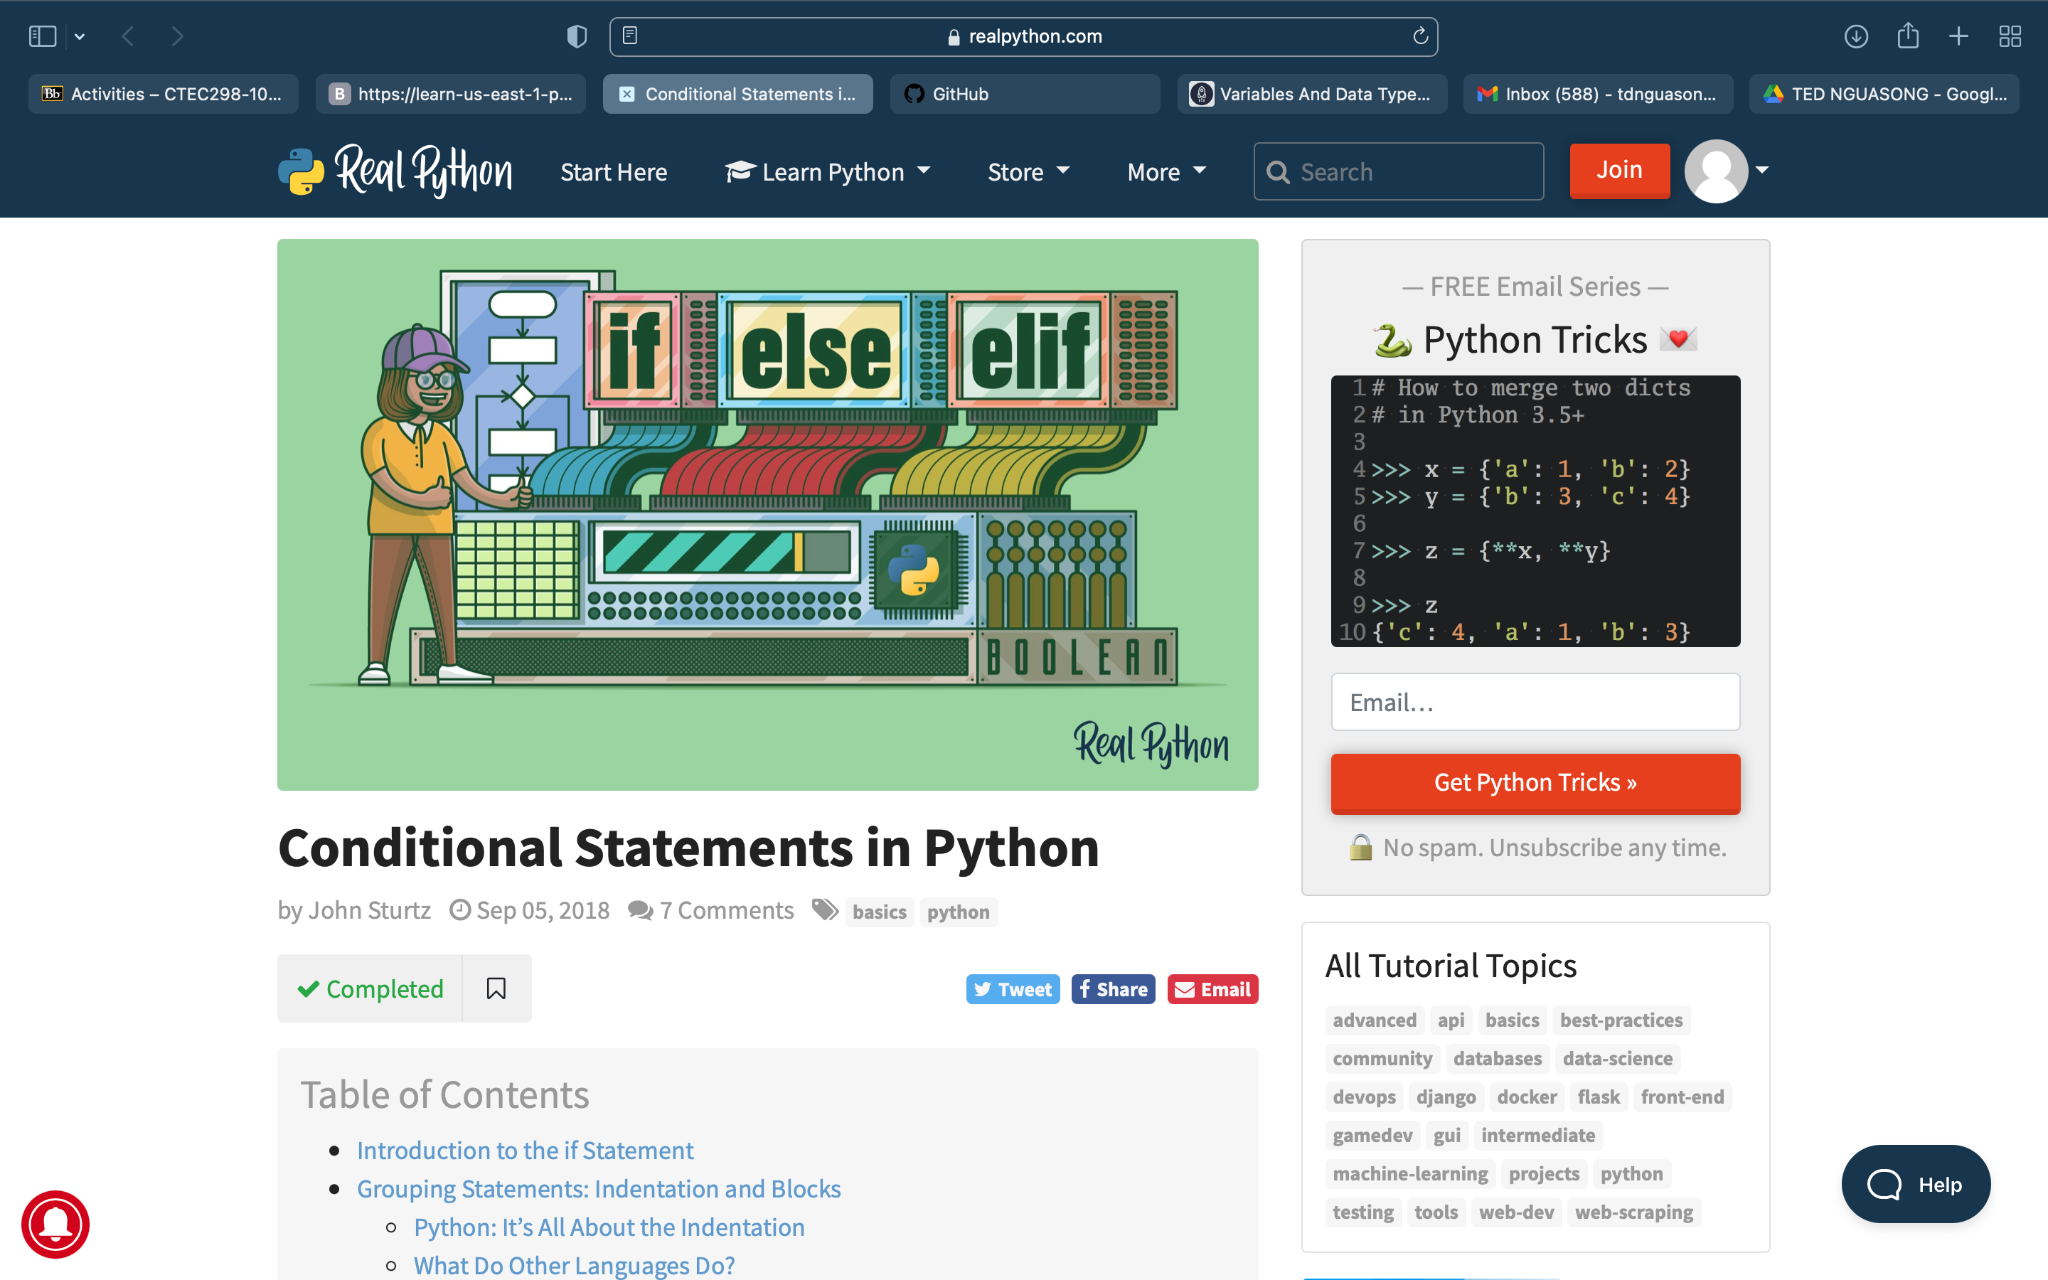 realpython.com
Activities – CTEC298-10...
https://learn-us-east-1-p...
Conditional Statements i...
GitHub
Variables And Data Type...
Inbox (588) - tdnguason...
TED NGUASONG - Googl...
Real Python
Start Here
Learn Python
Store
More
Search
Join
if
else
elif
BOOLEAN
Real Python
Conditional Statements in Python
by John Sturtz Sep 05, 2018 7 Comments basics python
Completed
Tweet
Share
Email
Table of Contents
Introduction to the if Statement
Grouping Statements: Indentation and Blocks
Python: It’s All About the Indentation
What Do Other Languages Do?
— FREE Email Series —
🐍 Python Tricks 💌
1 # How to merge two dicts
2 # in Python 3.5+
3
4 >>> x = {'a': 1, 'b': 2}
5 >>> y = {'b': 3, 'c': 4}
6
7 >>> z = {**x, **y}
8
9 >>> z
10 {'c': 4, 'a': 1, 'b': 3}
Email…
Get Python Tricks »
🔒 No spam. Unsubscribe any time.
All Tutorial Topics
advanced api basics best-practices
community databases data-science
devops django docker flask front-end
gamedev gui intermediate
machine-learning projects python
testing tools web-dev web-scraping
Help